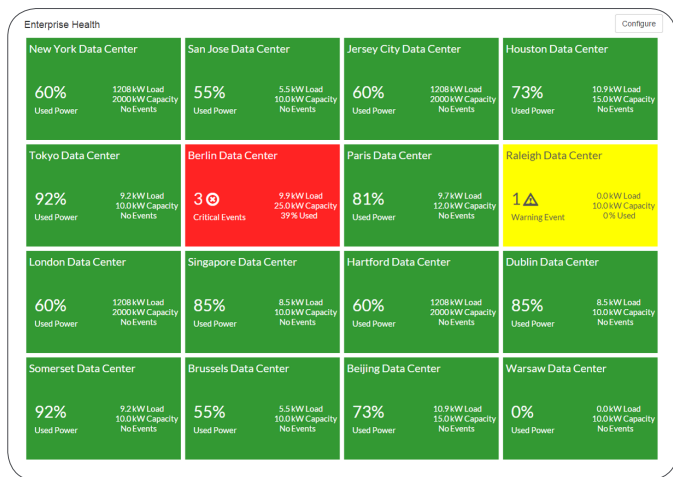 Enterprise Health
Configure
New York Data Center
60%
Used Power
1208 kW Load
2000 kW Capacity
No Events
San Jose Data Center
55%
Used Power
5.5 kW Load
10.0 kW Capacity
No Events
Jersey City Data Center
60%
Used Power
1208 kW Load
2000 kW Capacity
No Events
Houston Data Center
73%
Used Power
10.9 kW Load
15.0 kW Capacity
No Events
Tokyo Data Center
92%
Used Power
9.2 kW Load
10.0 kW Capacity
No Events
Berlin Data Center
3
Critical Events
9.9 kW Load
25.0 kW Capacity
39 % Used
Paris Data Center
81%
Used Power
9.7 kW Load
12.0 kW Capacity
No Events
Raleigh Data Center
1
Warning Event
0.0 kW Load
10.0 kW Capacity
0 % Used
London Data Center
60%
Used Power
1208 kW Load
2000 kW Capacity
No Events
Singapore Data Center
85%
Used Power
8.5 kW Load
10.0 kW Capacity
No Events
Hartford Data Center
60%
Used Power
1208 kW Load
2000 kW Capacity
No Events
Dublin Data Center
85%
Used Power
8.5 kW Load
10.0 kW Capacity
No Events
Somerset Data Center
92%
Used Power
9.2 kW Load
10.0 kW Capacity
No Events
Brussels Data Center
55%
Used Power
5.5 kW Load
10.0 kW Capacity
No Events
Beijing Data Center
73%
Used Power
10.9 kW Load
15.0 kW Capacity
No Events
Warsaw Data Center
0%
Used Power
0.0 kW Load
10.0 kW Capacity
No Events